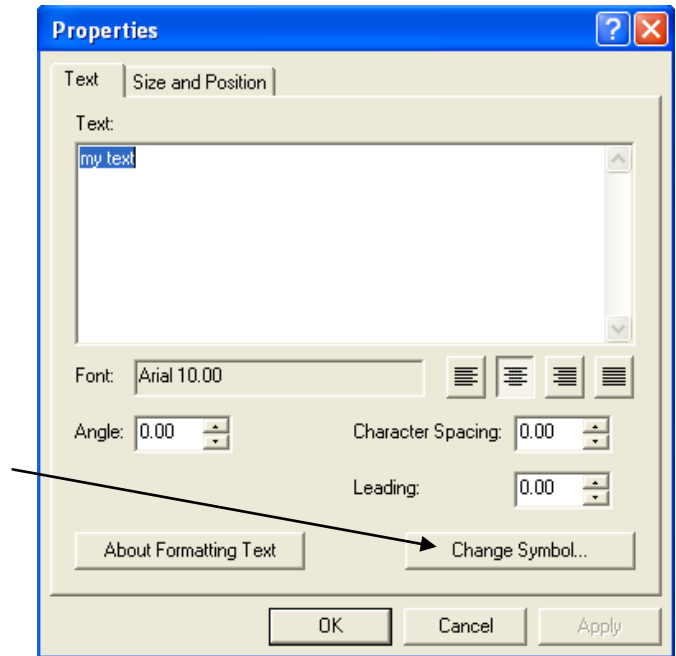 Properties
Text Size and Position
Text:
my text
Font: Arial 10.00
Angle: 0.00 Character Spacing: 0.00
Leading: 0.00
About Formatting Text Change Symbol...
OK Cancel Apply